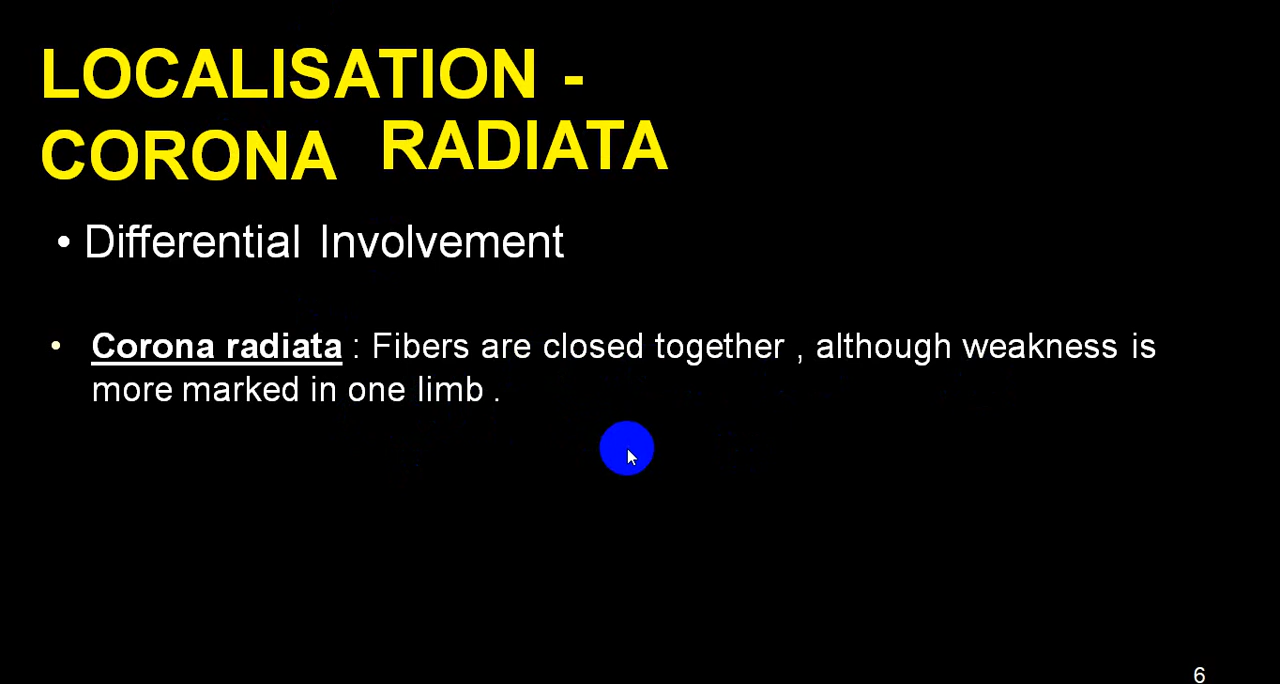 LOCALISATION -
CORONA RADIATA
• Differential Involvement
• Corona radiata : Fibers are closed together , although weakness is
more marked in one limb .
6